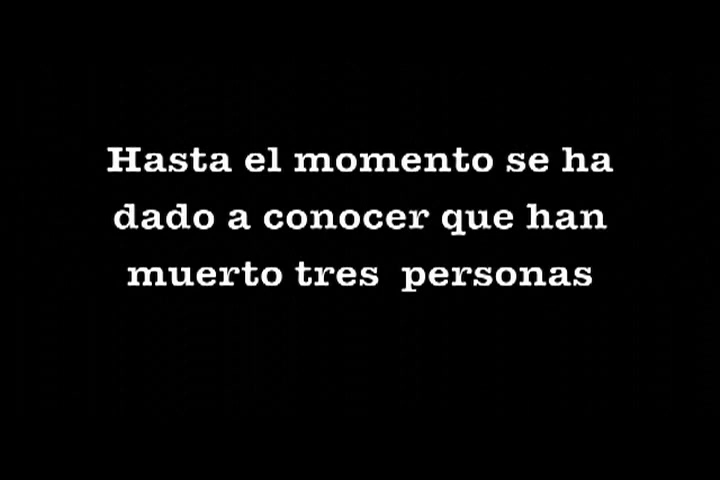 Hasta el momento se ha
dado a conocer que han
muerto tres  personas